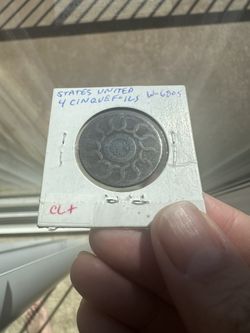 STATES UNITED W-6805
4 CINQUEFOILS
CL+